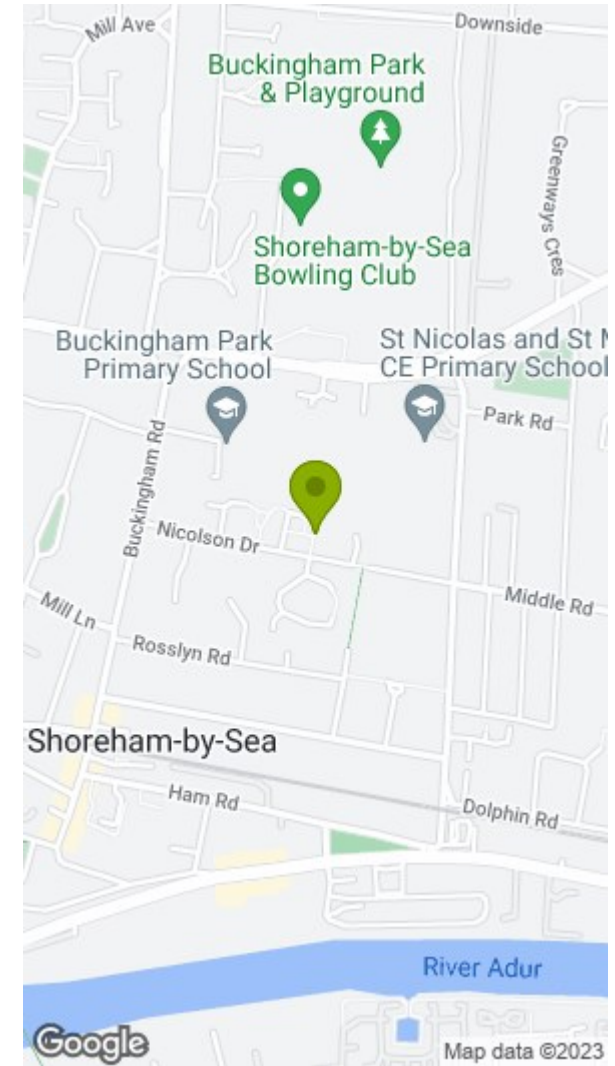 Downside
Mill Ave
Buckingham Park
& Playground
Greenways Cres
Shoreham-by-Sea
Bowling Club
Buckingham Park
Primary School
St Nicolas and St M
CE Primary School
Park Rd
Buckingham Rd
Nicolson Dr
Middle Rd
Mill Ln
Rosslyn Rd
Shoreham-by-Sea
Ham Rd
Dolphin Rd
River Adur
Google
Map data ©2023